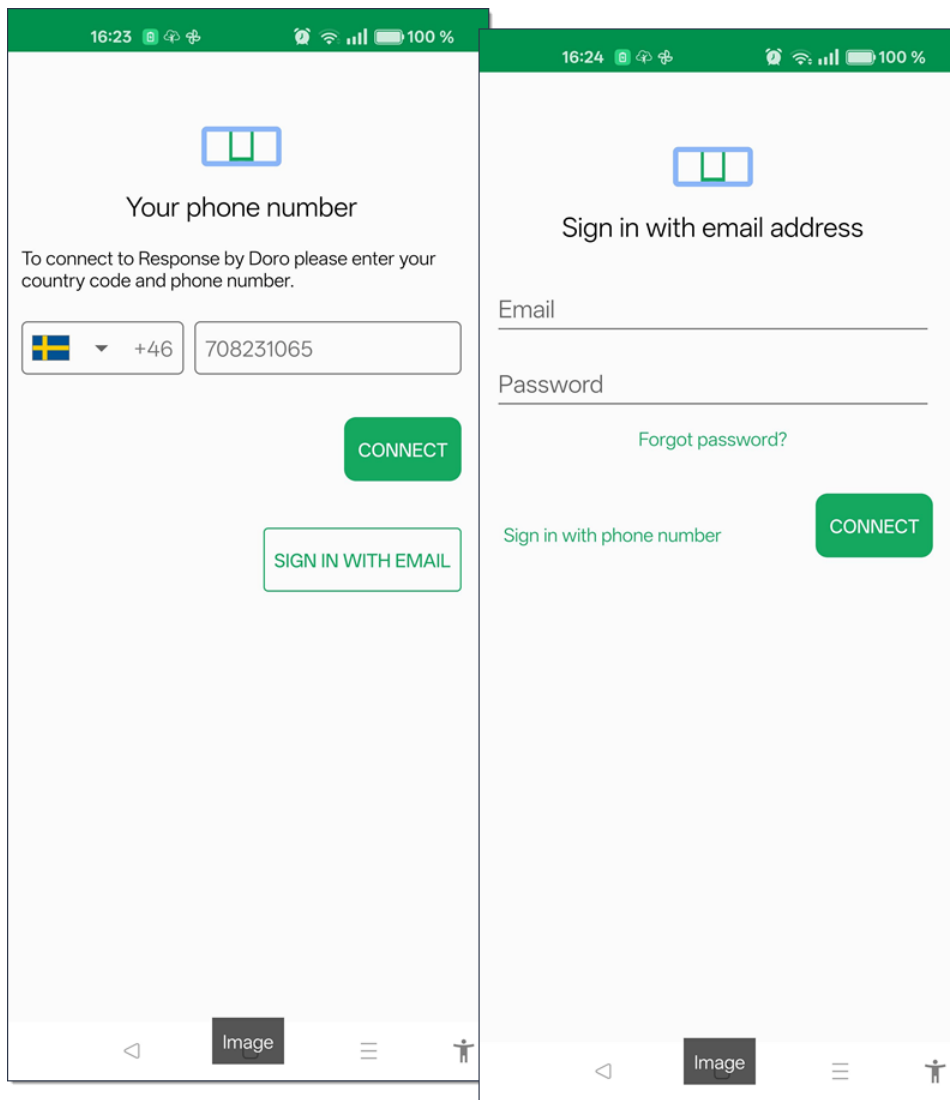 16:23
100 %
Your phone number
To connect to Response by Doro please enter your
country code and phone number.
+46
708231065
CONNECT
SIGN IN WITH EMAIL
Image
16:24
100 %
Sign in with email address
Email
Password
Forgot password?
Sign in with phone number
CONNECT
Image